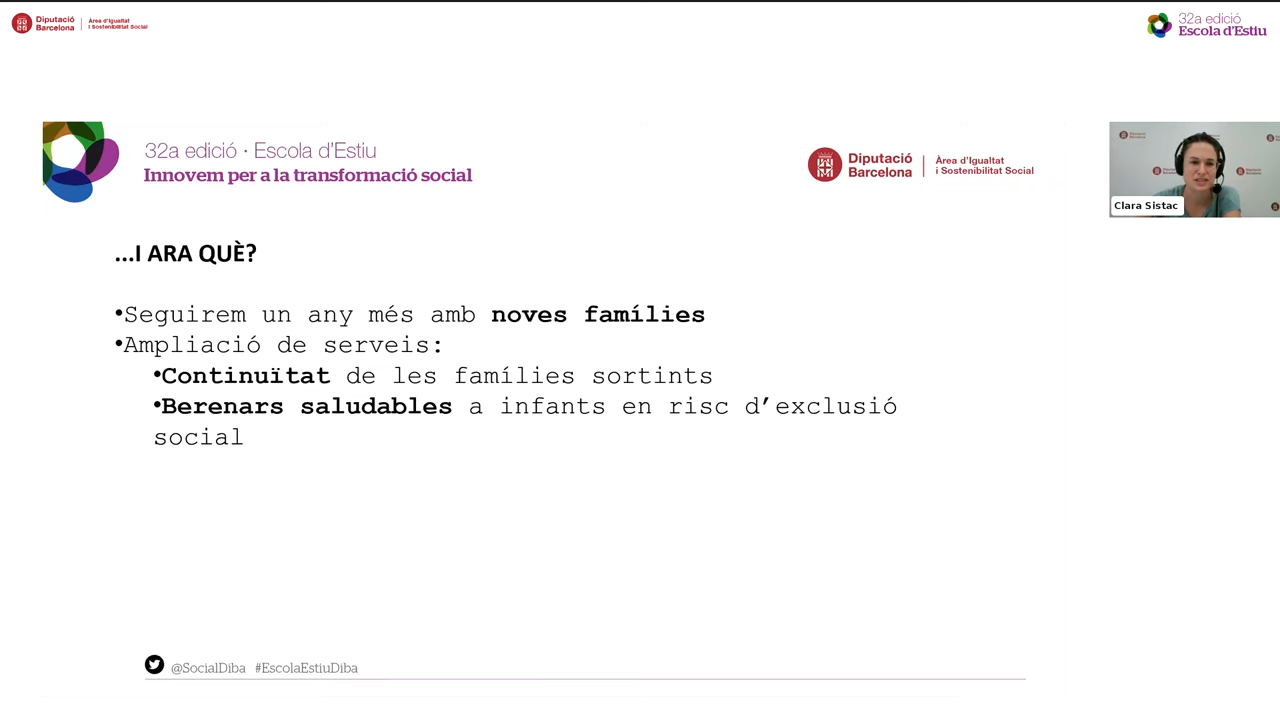 Diputació
Barcelona
Àrea d'Igualtat
i Sostenibilitat Social
32a edició
Escola d'Estiu
32a edició · Escola d'Estiu
Innovem per a la transformació social
Diputació
Barcelona
Àrea d'Igualtat
i Sostenibilitat Social
Clara Sistac
...I ARA QUÈ?
•Seguirem un any més amb noves famílies
•Ampliació de serveis:
•Continuïtat de les famílies sortints
•Berenars saludables a infants en risc d’exclusió
social
@SocialDiba #EscolaEstiuDiba